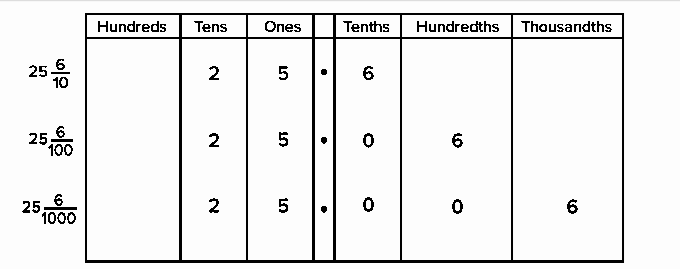 Hundreds Tens Ones Tenths Hundredths Thousandths
25 6/10 2 5 . 6
25 6/100 2 5 . 0 6
25 6/1000 2 5 . 0 0 6